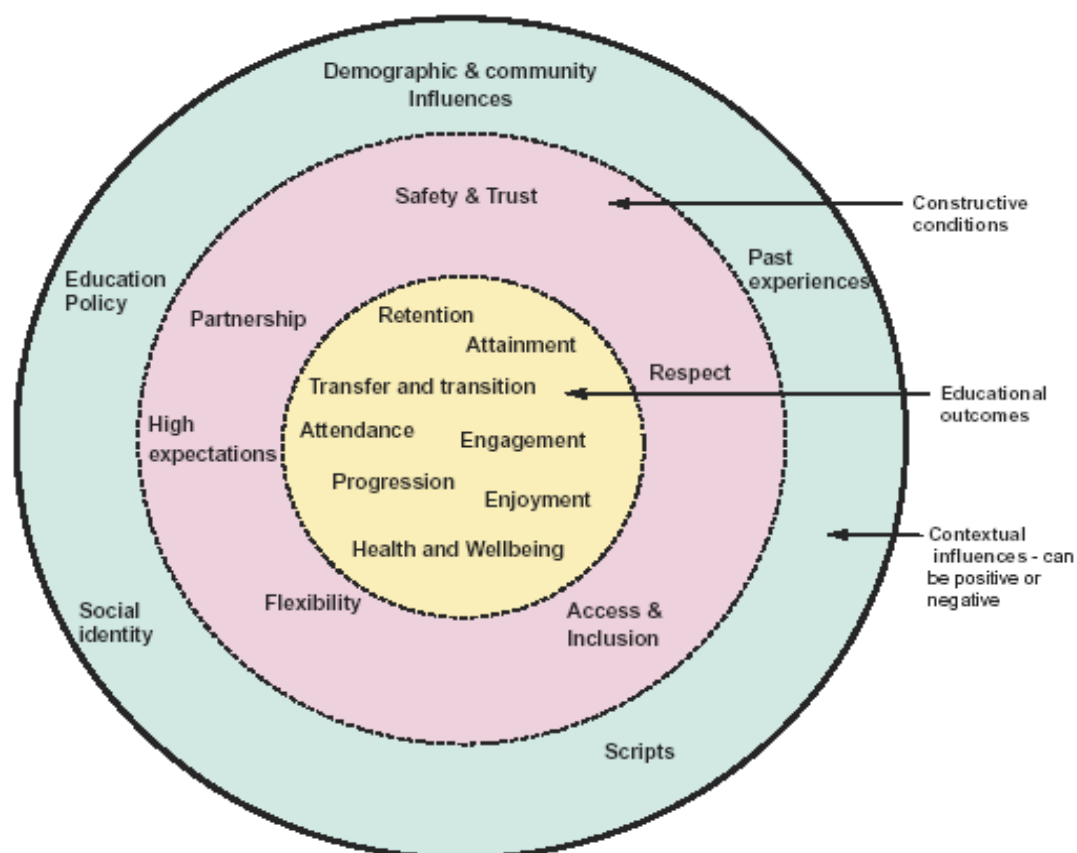 Demographic & community
Influences
Safety & Trust
Constructive
conditions
Past
experiences
Education
Policy
Partnership
Retention
Attainment
Respect
Transfer and transition
Educational
outcomes
High
expectations
Attendance
Engagement
Progression
Enjoyment
Contextual
influences - can
be positive or
negative
Health and Wellbeing
Flexibility
Access &
Inclusion
Social
identity
Scripts